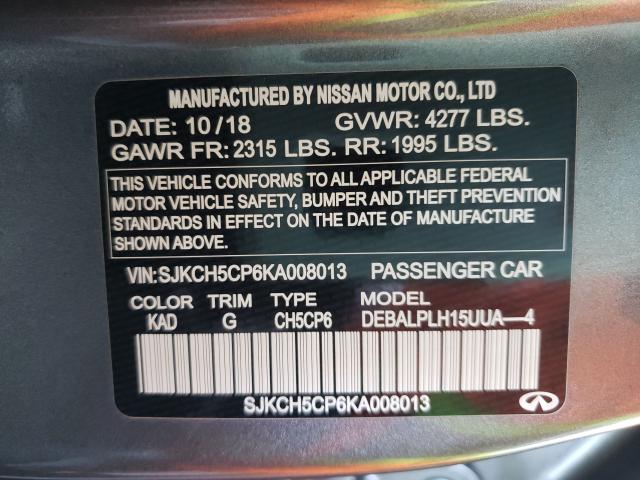 MANUFACTURED BY NISSAN MOTOR CO., LTD
DATE: 10/18 GVWR: 4277 LBS.
GAWR FR: 2315 LBS. RR: 1995 LBS.
THIS VEHICLE CONFORMS TO ALL APPLICABLE FEDERAL
MOTOR VEHICLE SAFETY, BUMPER AND THEFT PREVENTION
STANDARDS IN EFFECT ON THE DATE OF MANUFACTURE
SHOWN ABOVE.
VIN: SJKCH5CP6KA008013 PASSENGER CAR
COLOR TRIM TYPE MODEL
KAD G CH5CP6 DEBALPLH15UUA—4
SJKCH5CP6KA008013